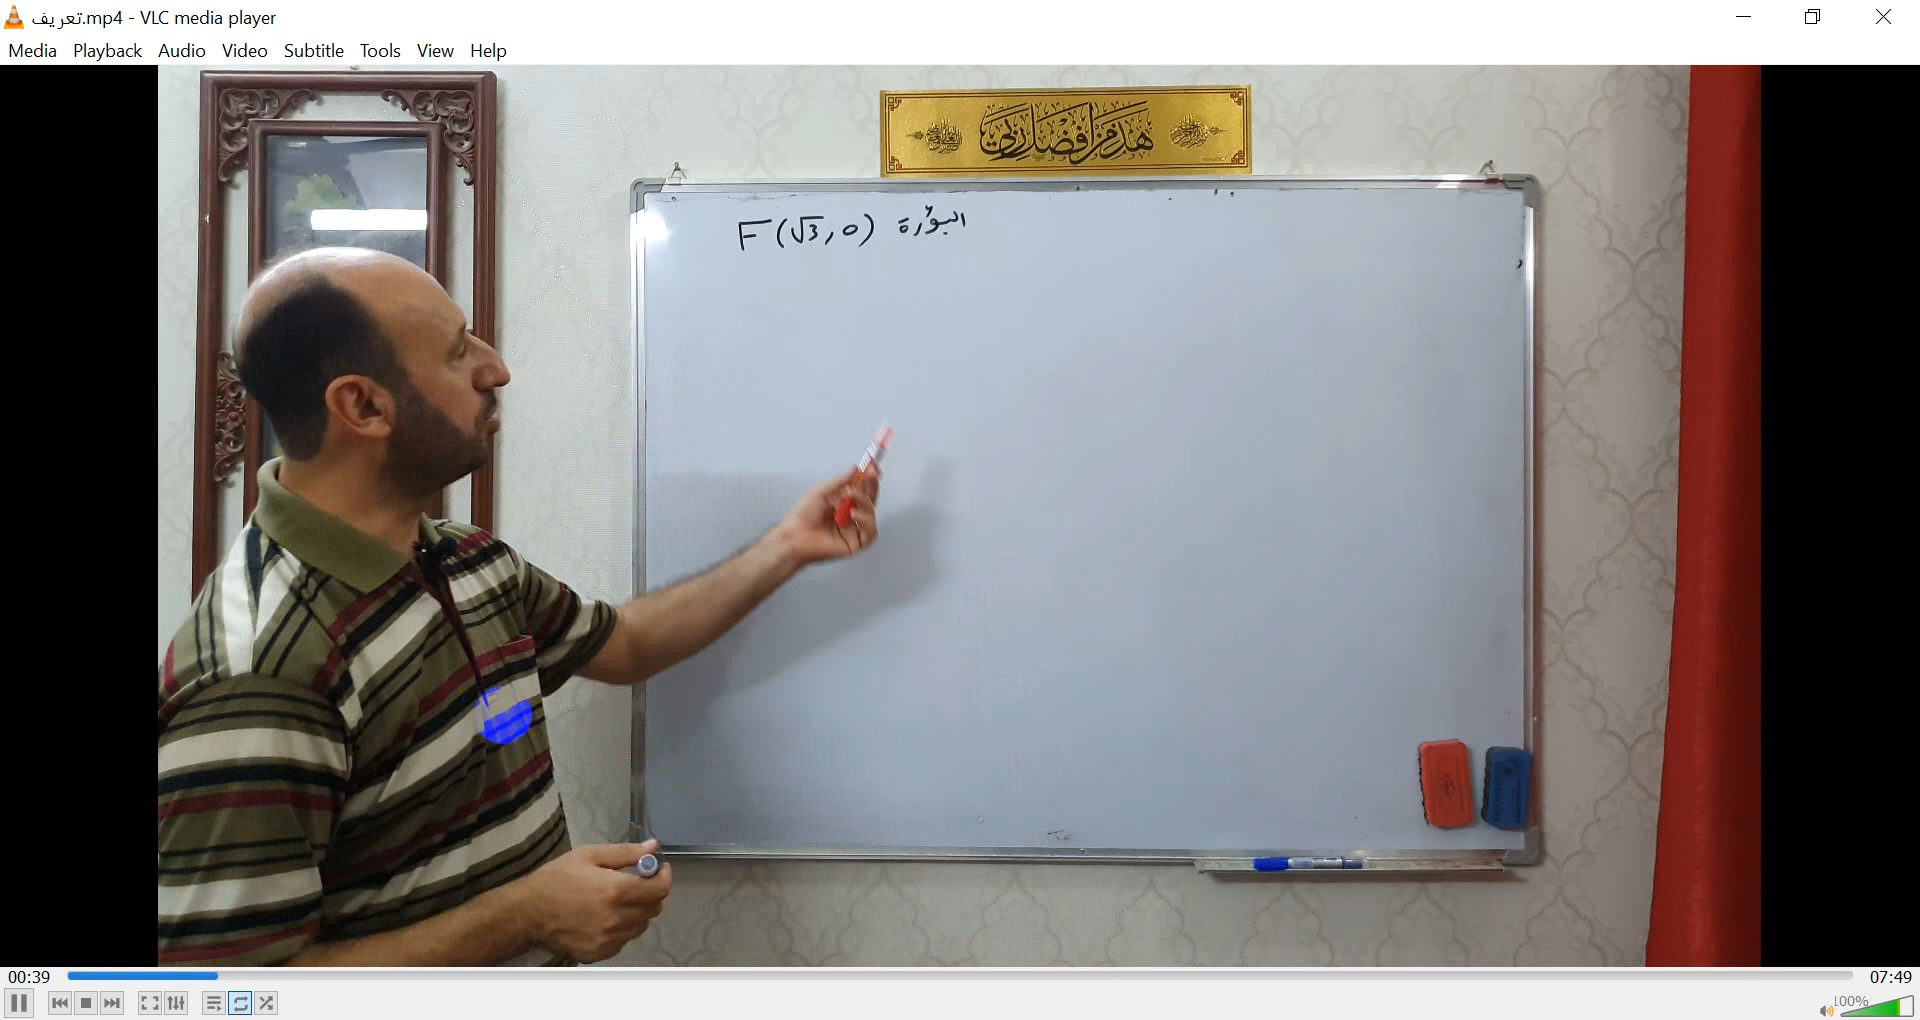 تعريف.mp4 - VLC media player
Media Playback Audio Video Subtitle Tools View Help
هذا من فضل ربي
F(√3, 0) البؤرة
00:39
07:49
100%